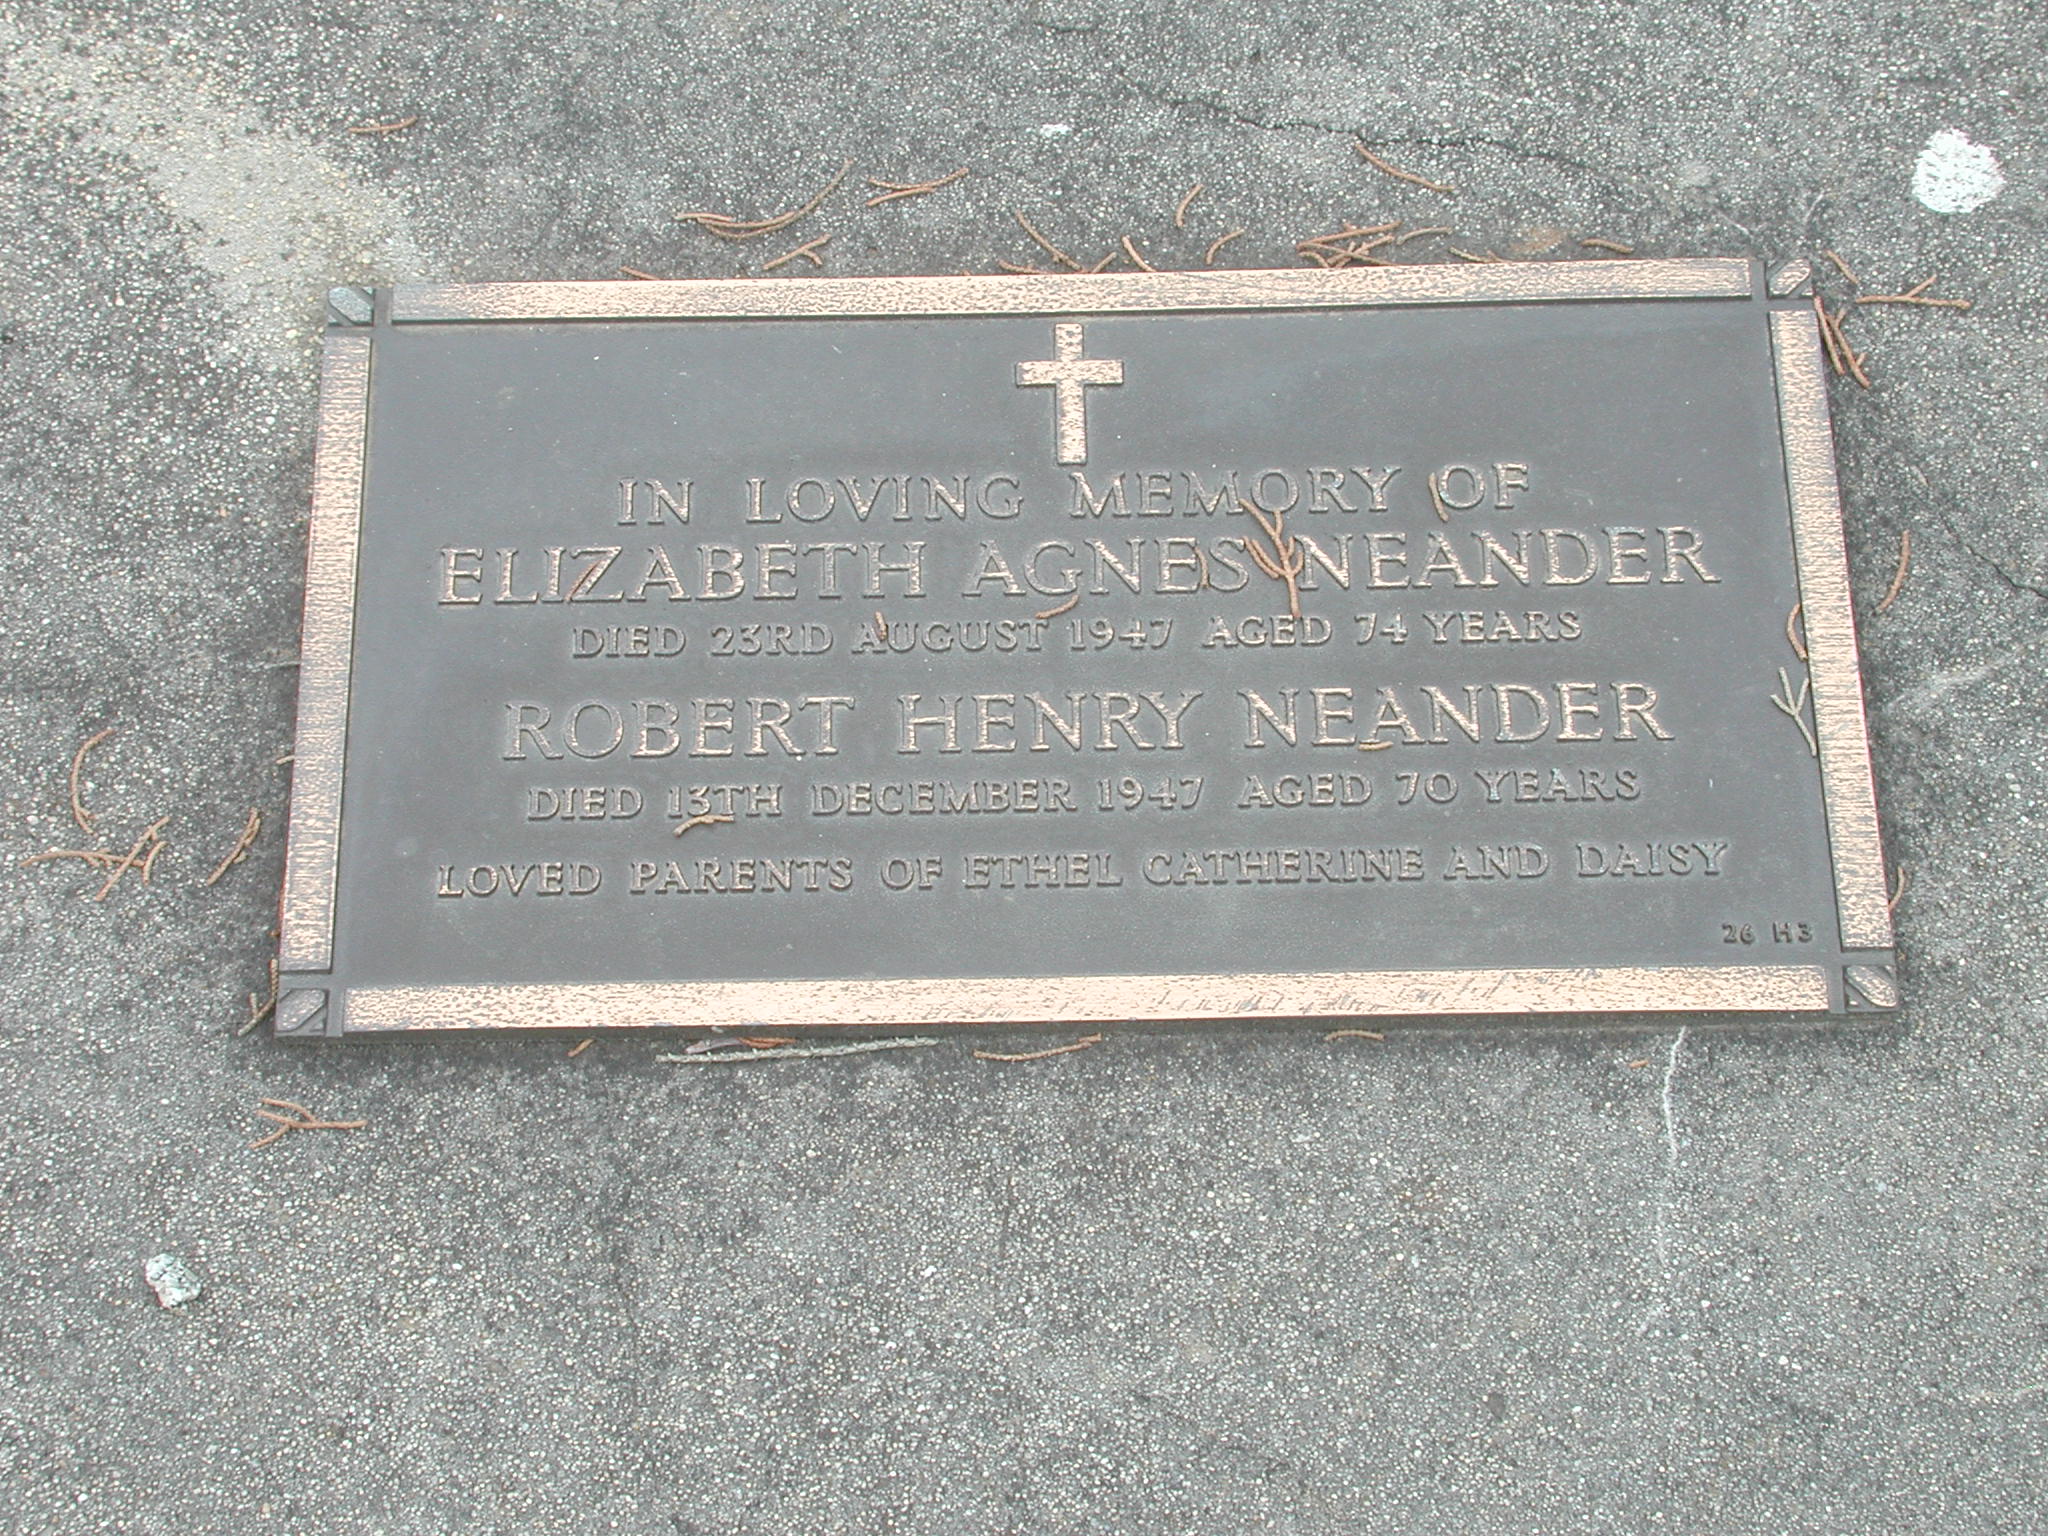 IN LOVING MEMORY OF
ELIZABETH AGNES NEANDER
DIED 23RD AUGUST 1947 AGED 74 YEARS
ROBERT HENRY NEANDER
DIED 13TH DECEMBER 1947 AGED 70 YEARS
LOVED PARENTS OF ETHEL CATHERINE AND DAISY
26 H3